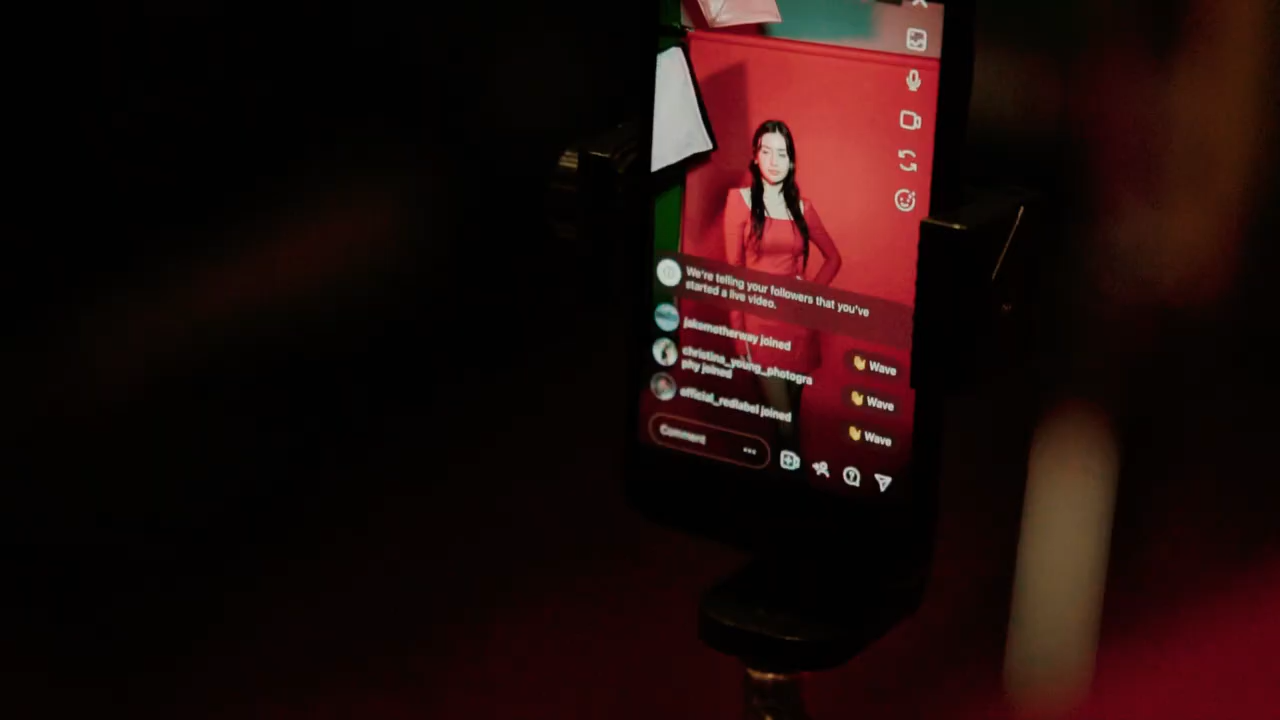 We're telling your followers that you've
started a live video.
jakemotherway joined
Wave
christina_young_photogra
phy joined
Wave
official_redlabel joined
Wave
Comment